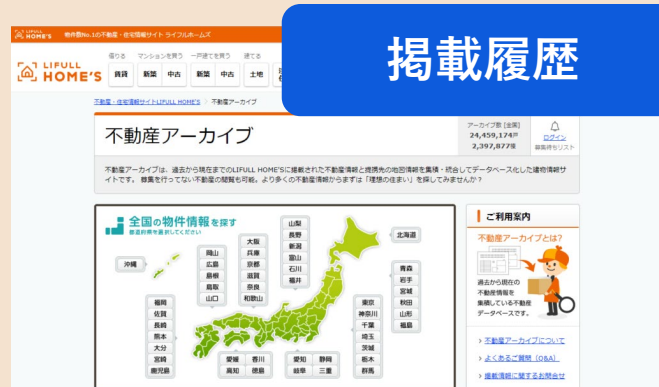 掲載履歴
LIFULL HOME'S
物件数No.1の不動産・住宅情報サイト ライフルホームズ
LIFULL HOME'S
借りる マンションを買う 一戸建てを買う 建てる
賃貸 新築 中古 新築 中古 土地
不動産・住宅情報サイトLIFULL HOME'S > 不動産アーカイブ
不動産アーカイブ
アーカイブ数 [全国]
24,459,174戸
2,397,877棟
ログイン
募集待ちリスト
不動産アーカイブは、過去から現在までのLIFULL HOME'Sに掲載された不動産情報と提携先の地図情報を集積・統合してデータベース化した建物情報サ
イトです。 募集を行ってない不動産の閲覧も可能。より多くの不動産情報からまずは「理想の住まい」を探してみませんか?
全国の物件情報を探す
都道府県を選択してください
沖縄
岡山
広島
島根
鳥取
山口
大阪
兵庫
京都
滋賀
奈良
和歌山
山梨
長野
新潟
富山
石川
福井
北海道
青森
岩手
宮城
秋田
山形
福島
福岡
佐賀
長崎
熊本
大分
宮崎
鹿児島
愛媛 香川
高知 徳島
愛知 静岡
岐阜 三重
東京
神奈川
千葉
埼玉
茨城
栃木
群馬
ご利用案内
不動産アーカイブとは?
過去から現在の
不動産情報を
集積している不動産
データベースです。
> 不動産アーカイブについて
> よくあるご質問(Q&A)
> 掲載情報に関するお問合せ